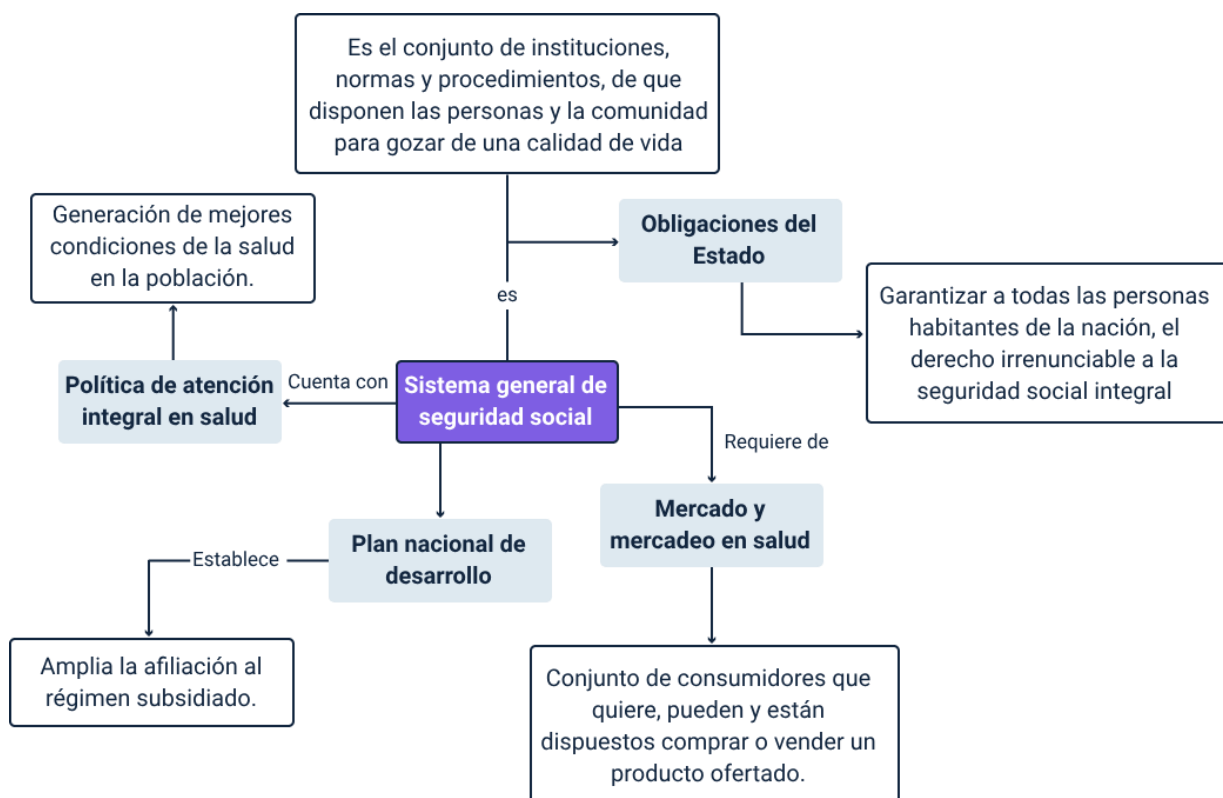 Es el conjunto de instituciones,
normas y procedimientos, de que
disponen las personas y la comunidad
para gozar de una calidad de vida
Generación de mejores
condiciones de la salud
en la población.
Obligaciones del
Estado
es
Garantizar a todas las personas
habitantes de la nación, el
derecho irrenunciable a la
seguridad social integral
Política de atención
integral en salud
Cuenta con
Sistema general de
seguridad social
Requiere de
Mercado y
mercadeo en salud
Plan nacional de
desarrollo
Establece
Amplia la afiliación al
régimen subsidiado.
Conjunto de consumidores que
quiere, pueden y están
dispuestos comprar o vender un
producto ofertado.